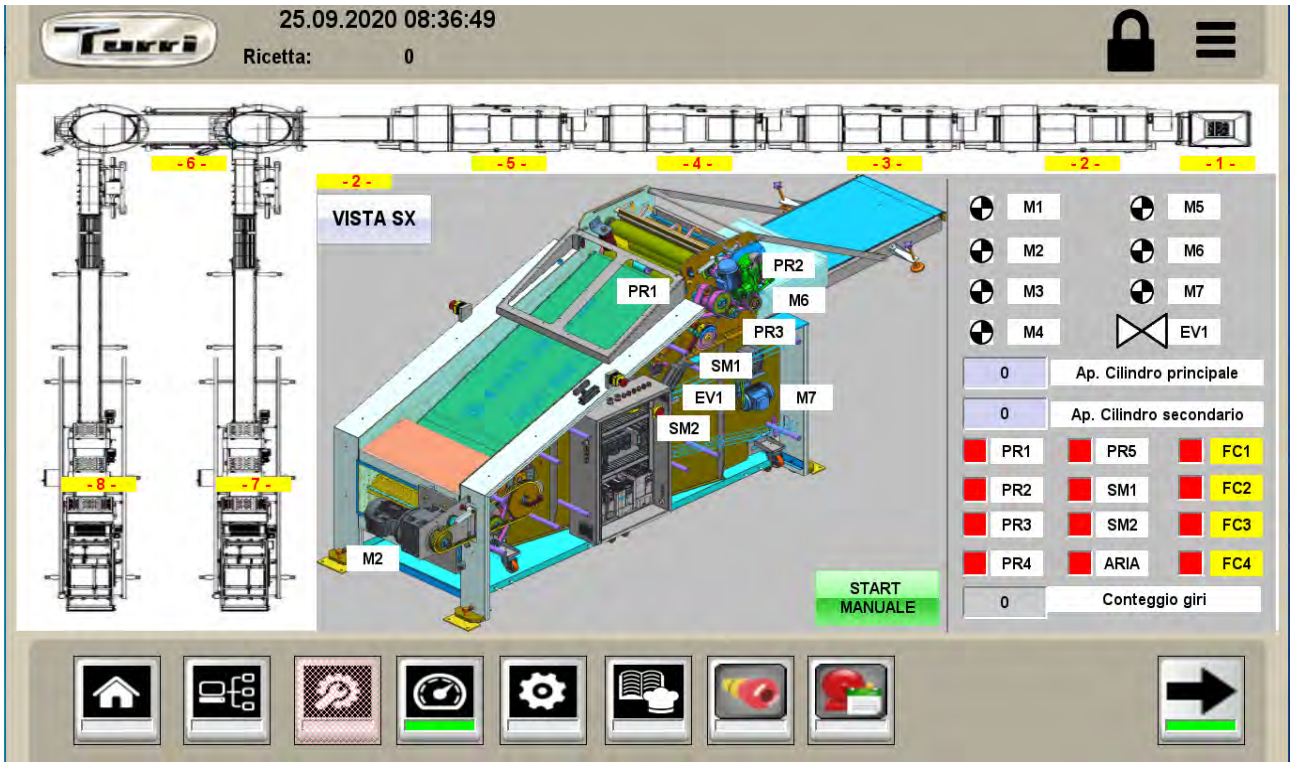 Turri
25.09.2020 08:36:49
Ricetta: 0
- 6 -
- 5 -
- 4 -
- 3 -
- 2 -
- 1 -
- 2 -
VISTA SX
PR1
PR2
M6
PR3
SM1
EV1
M7
SM2
M2
- 8 -
- 7 -
START
MANUALE
M1 M5
M2 M6
M3 M7
M4 EV1
0 Ap. Cilindro principale
0 Ap. Cilindro secondario
PR1 PR5 FC1
PR2 SM1 FC2
PR3 SM2 FC3
PR4 ARIA FC4
0 Conteggio giri